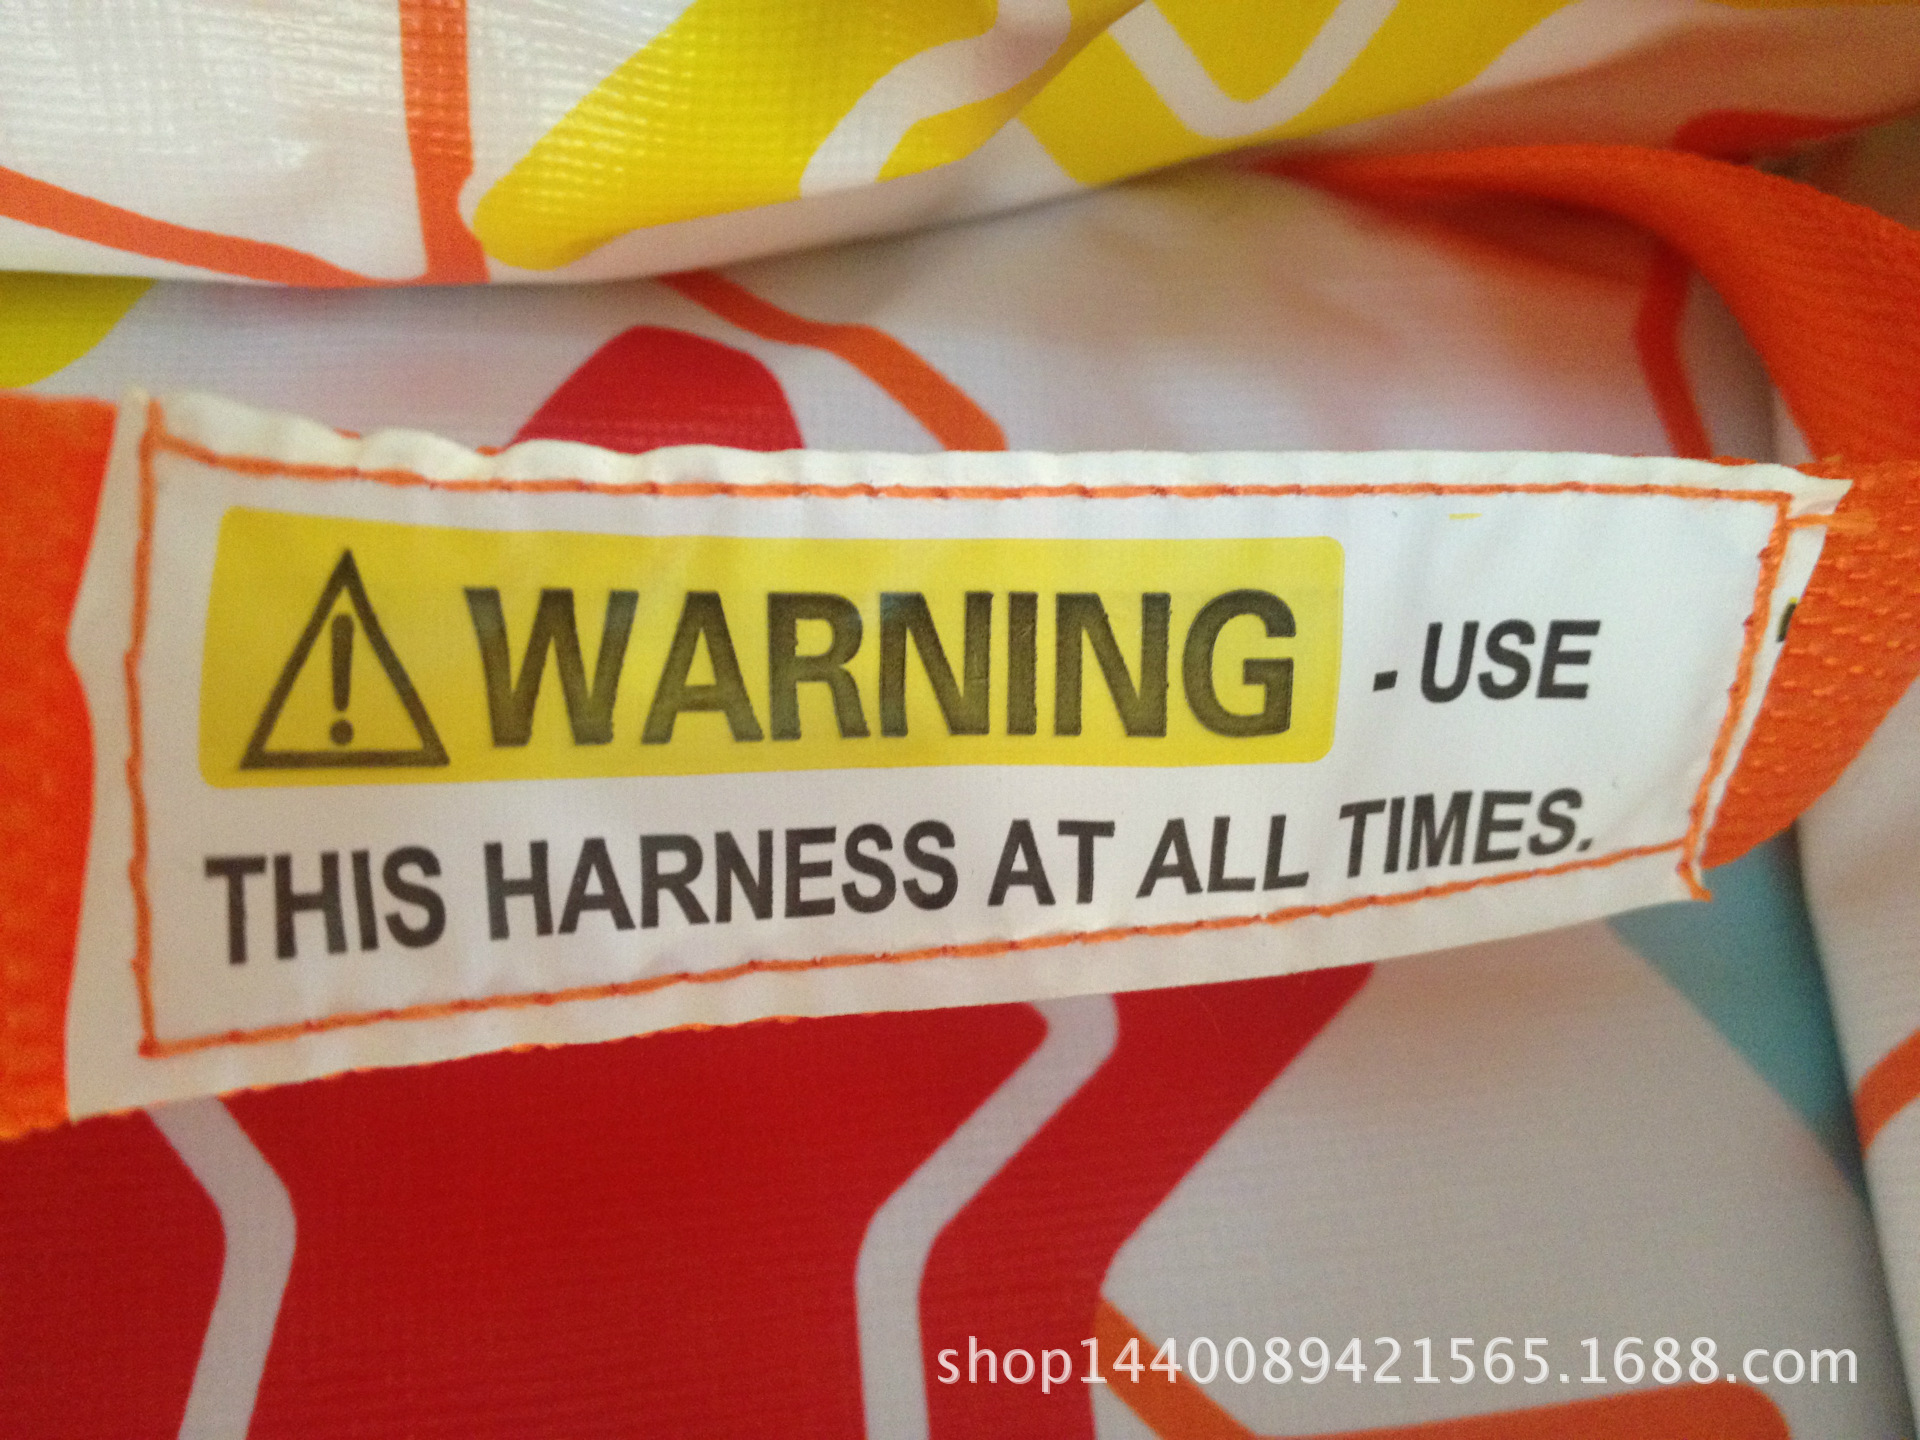 WARNING - USE
THIS HARNESS AT ALL TIMES.
shop1440089421565.1688.com